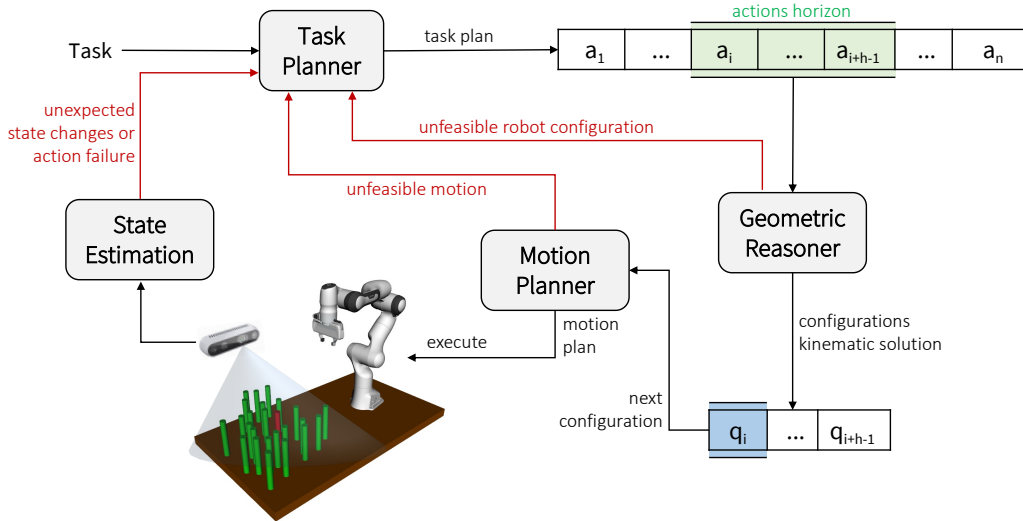 actions horizon
Task
Task
Planner
task plan
a1
...
ai
...
ai+h-1
...
an
unexpected
state changes or
action failure
unfeasible robot configuration
unfeasible motion
State
Estimation
Geometric
Reasoner
Motion
Planner
execute
motion
plan
configurations
kinematic solution
next
configuration
qi
...
qi+h-1